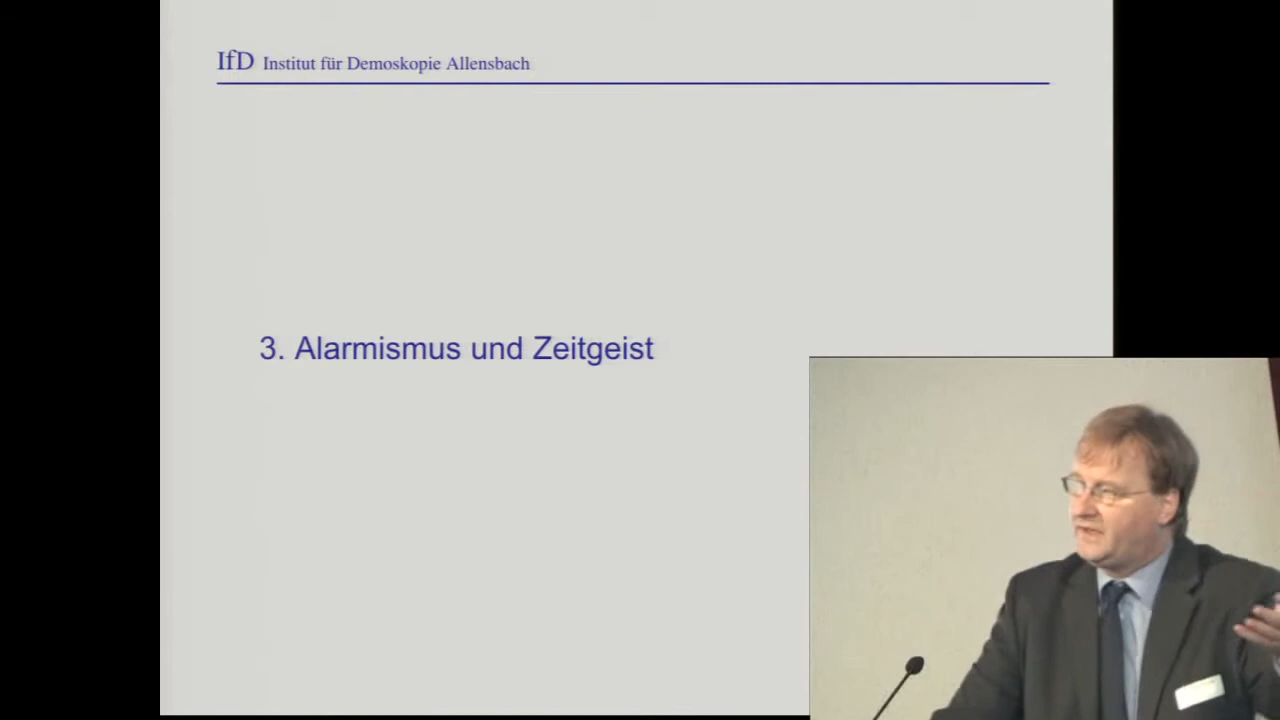 IfD Institut für Demoskopie Allensbach
3. Alarmismus und Zeitgeist